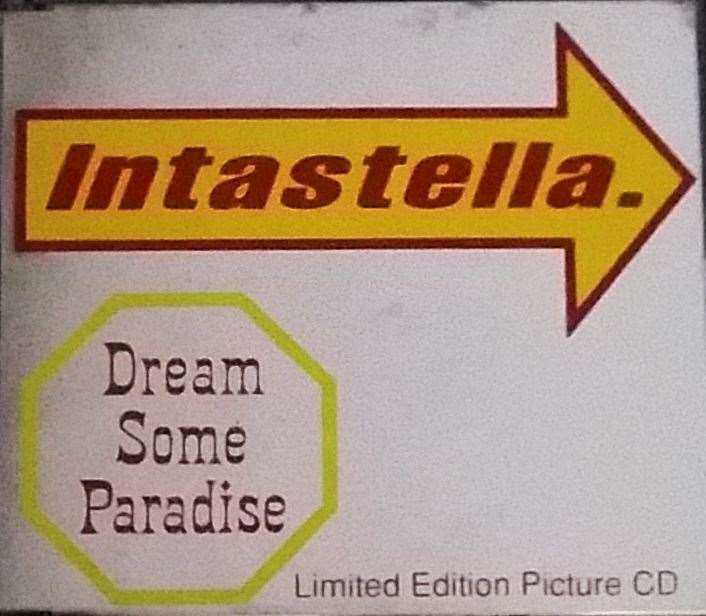 Intastella.
Dream
Some
Paradise
Limited Edition Picture CD